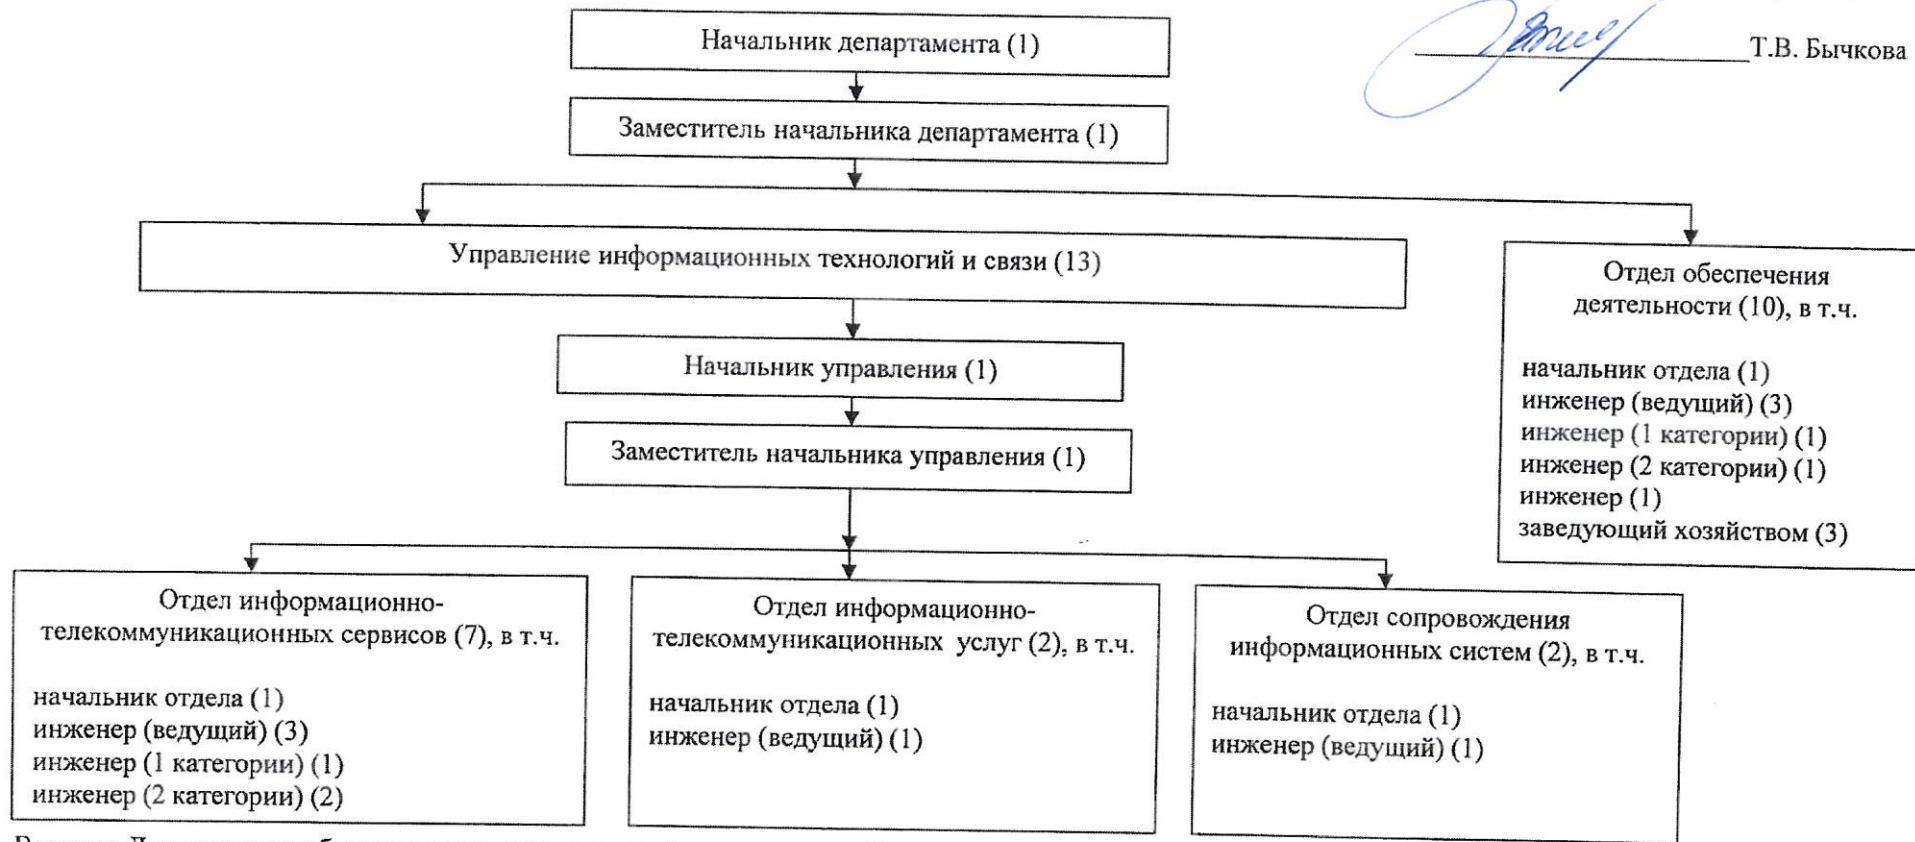 Т.В. Бычкова
Начальник департамента (1)
Заместитель начальника департамента (1)
Управление информационных технологий и связи (13)
Отдел обеспечения
деятельности (10), в т.ч.
начальник отдела (1)
инженер (ведущий) (3)
инженер (1 категории) (1)
инженер (2 категории) (1)
инженер (1)
заведующий хозяйством (3)
Начальник управления (1)
Заместитель начальника управления (1)
Отдел информационно-
телекоммуникационных сервисов (7), в т.ч.
начальник отдела (1)
инженер (ведущий) (3)
инженер (1 категории) (1)
инженер (2 категории) (2)
Отдел информационно-
телекоммуникационных услуг (2), в т.ч.
начальник отдела (1)
инженер (ведущий) (1)
Отдел сопровождения
информационных систем (2), в т.ч.
начальник отдела (1)
инженер (ведущий) (1)